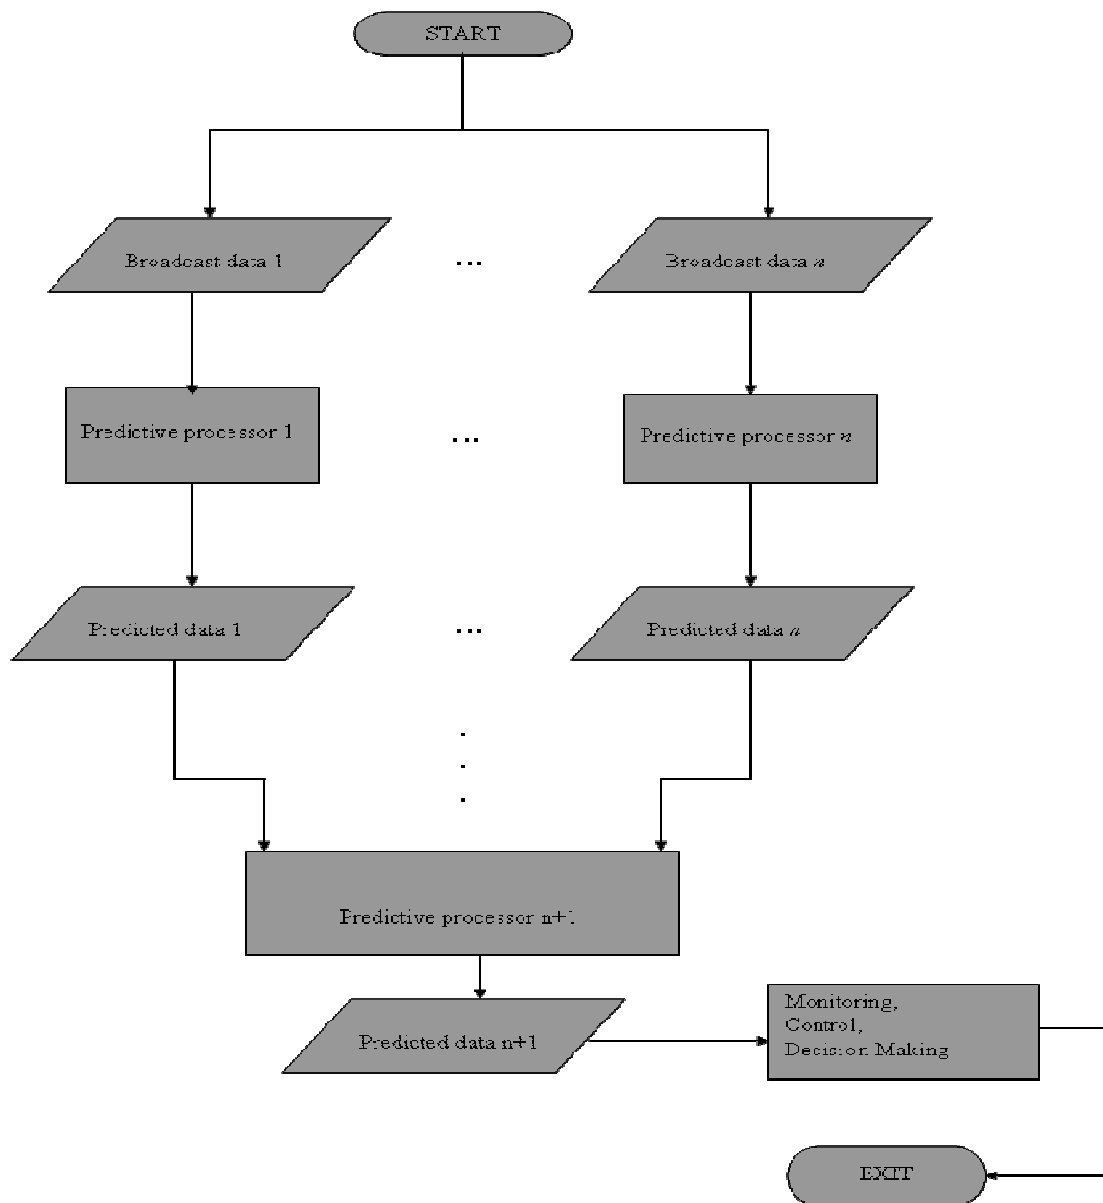 START
Broadcast data 1
...
Broadcast data n
Predictive processor 1
...
Predictive processor n
Predicted data 1
...
Predicted data n
.
.
.
Predictive processor n+1
Predicted data n+1
Monitoring,
Control,
Decision Making
EXIT